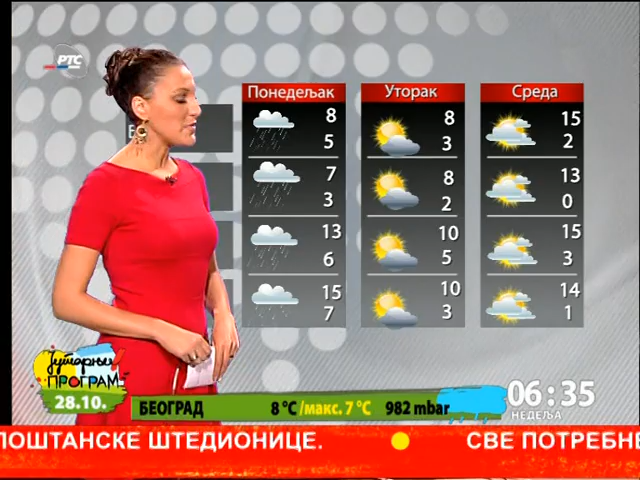 РТС
Понедељак Уторак Среда
8 8 15
5 3 2
7 8 13
3 2 0
13 10 15
6 5 3
15 10 14
7 3 1
Јутарњи
ПРОГРАМ
28.10.
БЕОГРАД 8 °C /макс. 7 °C 982 mbar
06:35
НЕДЕЉА
ПОШТАНСКЕ ШТЕДИОНИЦЕ. СВЕ ПОТРЕБНЕ